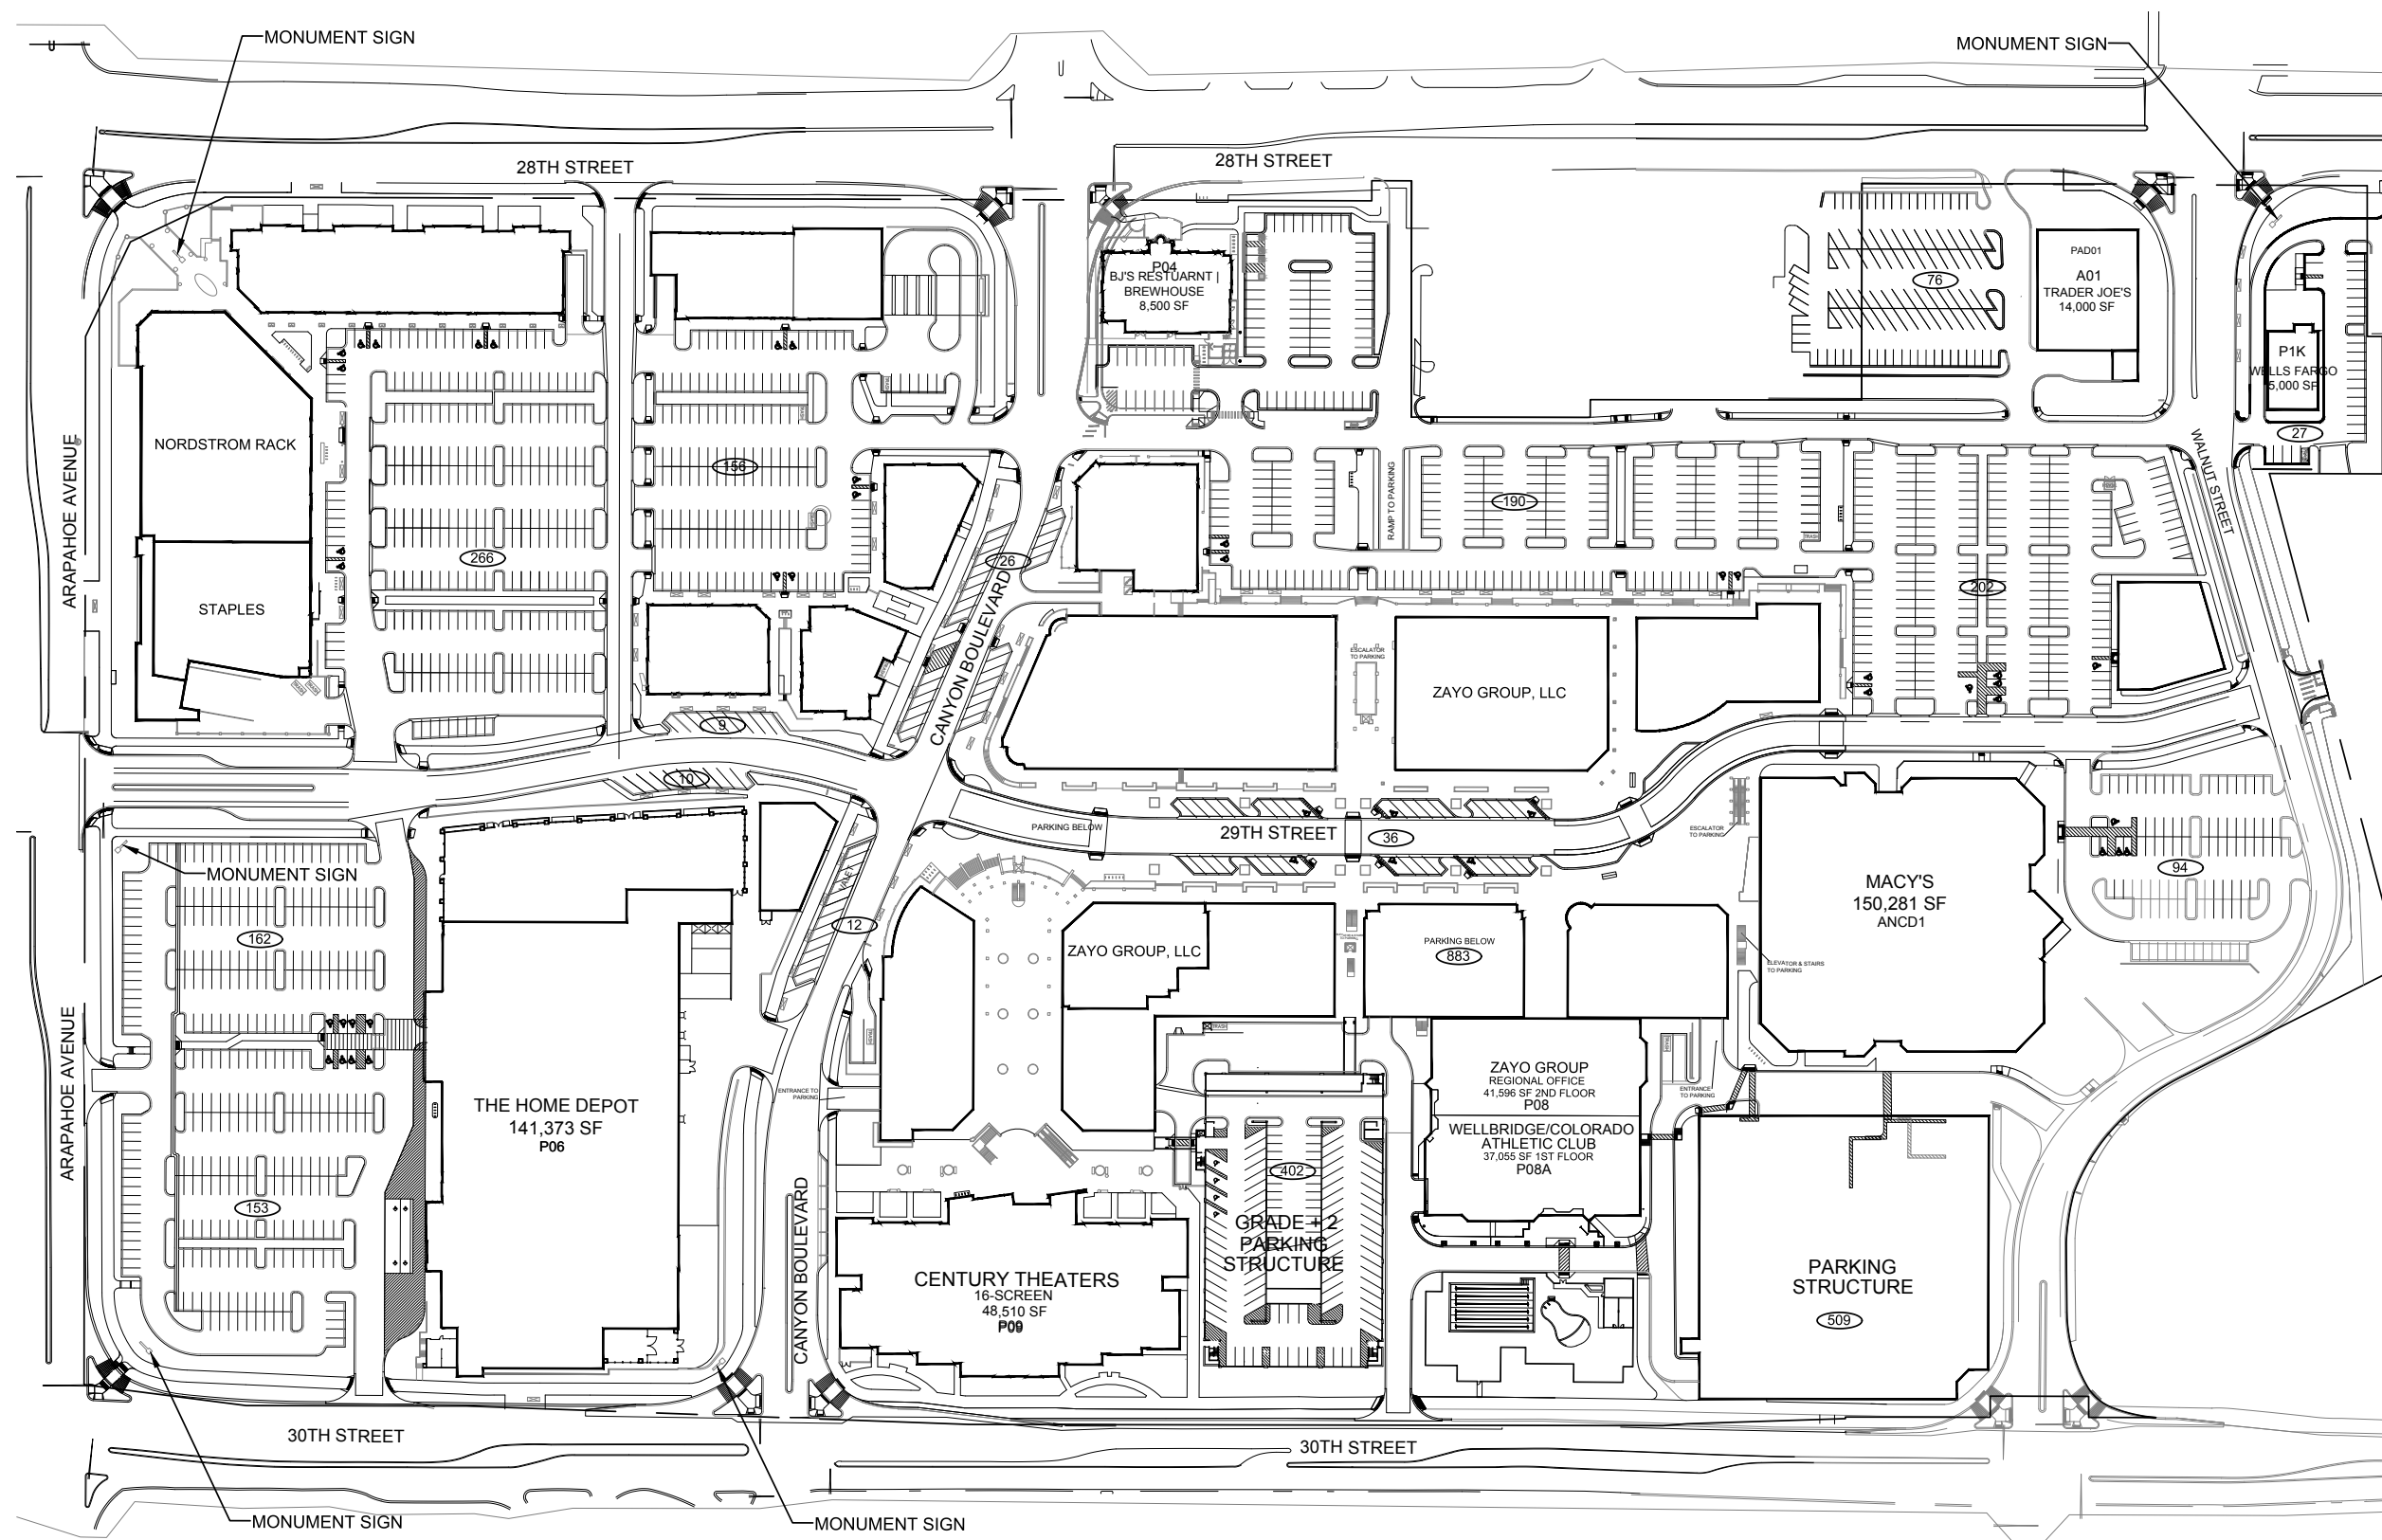 MONUMENT SIGN
MONUMENT SIGN
28TH STREET
28TH STREET
P04
BJ'S RESTUARNT |
BREWHOUSE
8,500 SF
76
PAD01
A01
TRADER JOE'S
14,000 SF
P1K
WELLS FARGO
5,000 SF
27
ARAPAHOE AVENUE
NORDSTROM RACK
156
WALNUT STREET
RAMP TO PARKING
190
266
26
202
STAPLES
CANYON BOULEVARD
ESCALATOR
TO PARKING
ZAYO GROUP, LLC
9
10
PARKING BELOW
29TH STREET
36
ESCALATOR
TO PARKING
MONUMENT SIGN
VALET
MACY'S
150,281 SF
ANCD1
94
162
12
ZAYO GROUP, LLC
PARKING BELOW
883
ELEVATOR & STAIRS
TO PARKING
ARAPAHOE AVENUE
TRASH
ENTRANCE TO
PARKING
ZAYO GROUP
REGIONAL OFFICE
41,596 SF 2ND FLOOR
P08
ENTRANCE
TO PARKING
THE HOME DEPOT
141,373 SF
P06
WELLBRIDGE/COLORADO
ATHLETIC CLUB
37,055 SF 1ST FLOOR
P08A
402
153
CANYON BOULEVARD
GRADE + 2
PARKING
STRUCTURE
CENTURY THEATERS
16-SCREEN
48,510 SF
P09
PARKING
STRUCTURE
509
30TH STREET
30TH STREET
MONUMENT SIGN
MONUMENT SIGN